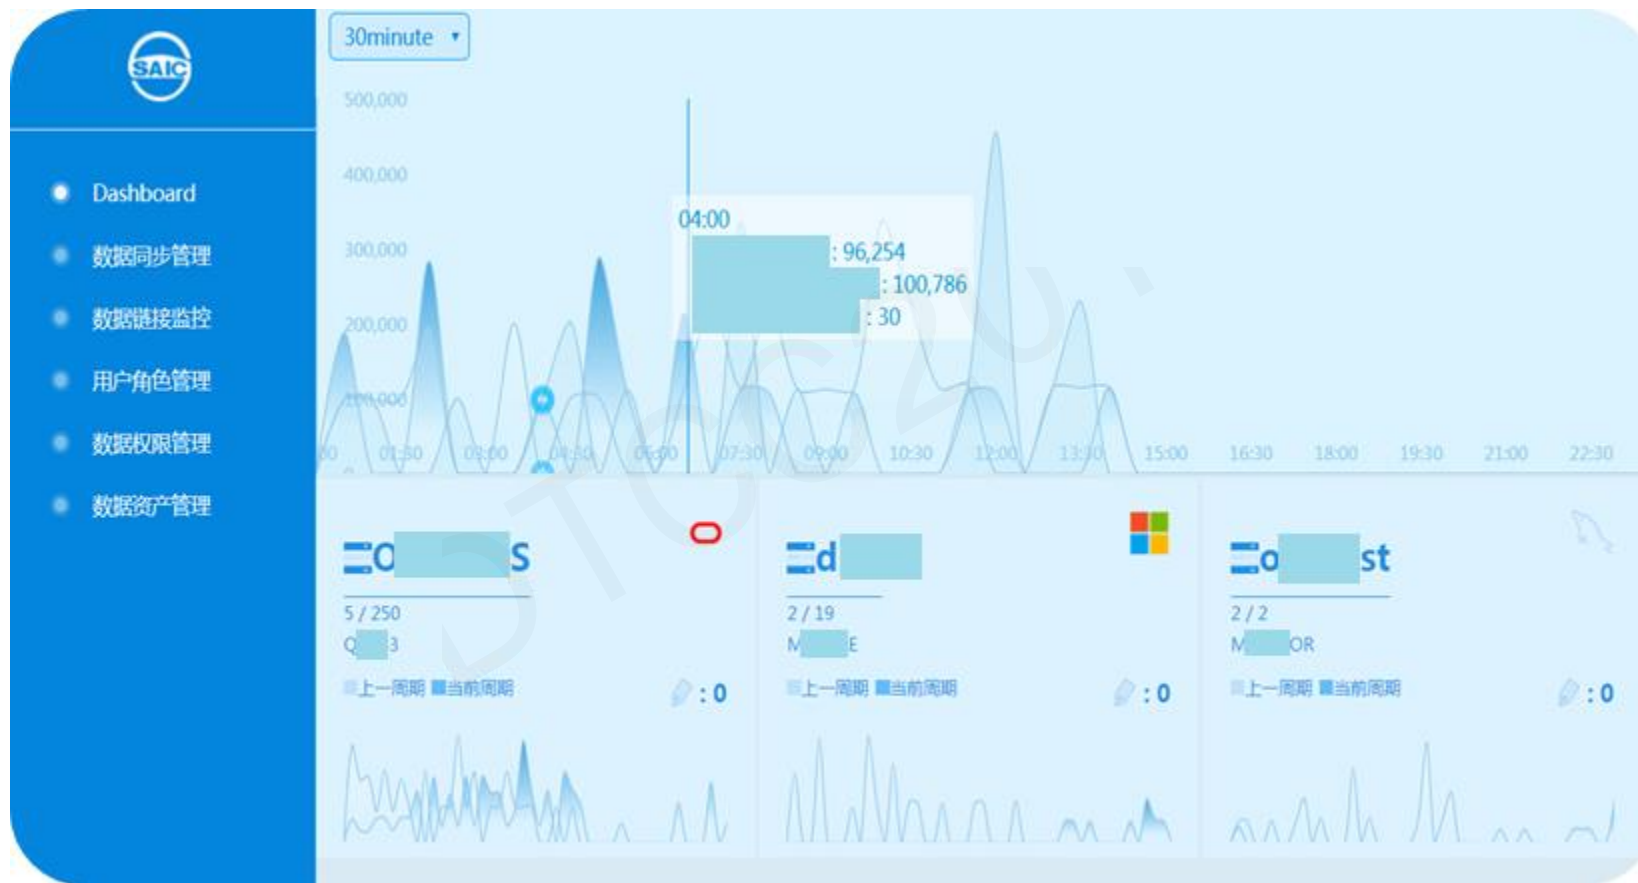 SAIC
30minute
Dashboard
数据同步管理
数据链接监控
用户角色管理
数据权限管理
数据资产管理
500,000
400,000
300,000
200,000
100,000
04:00
: 96,254
: 100,786
: 30
00 01:30 03:00 04:30 06:00 07:30 09:00 10:30 12:00 13:30 15:00 16:30 18:00 19:30 21:00 22:30
O S
5 / 250
Q 3
上一周期 当前周期
: 0
d
2 / 19
M E
上一周期 当前周期
: 0
o st
2 / 2
M OR
上一周期 当前周期
: 0